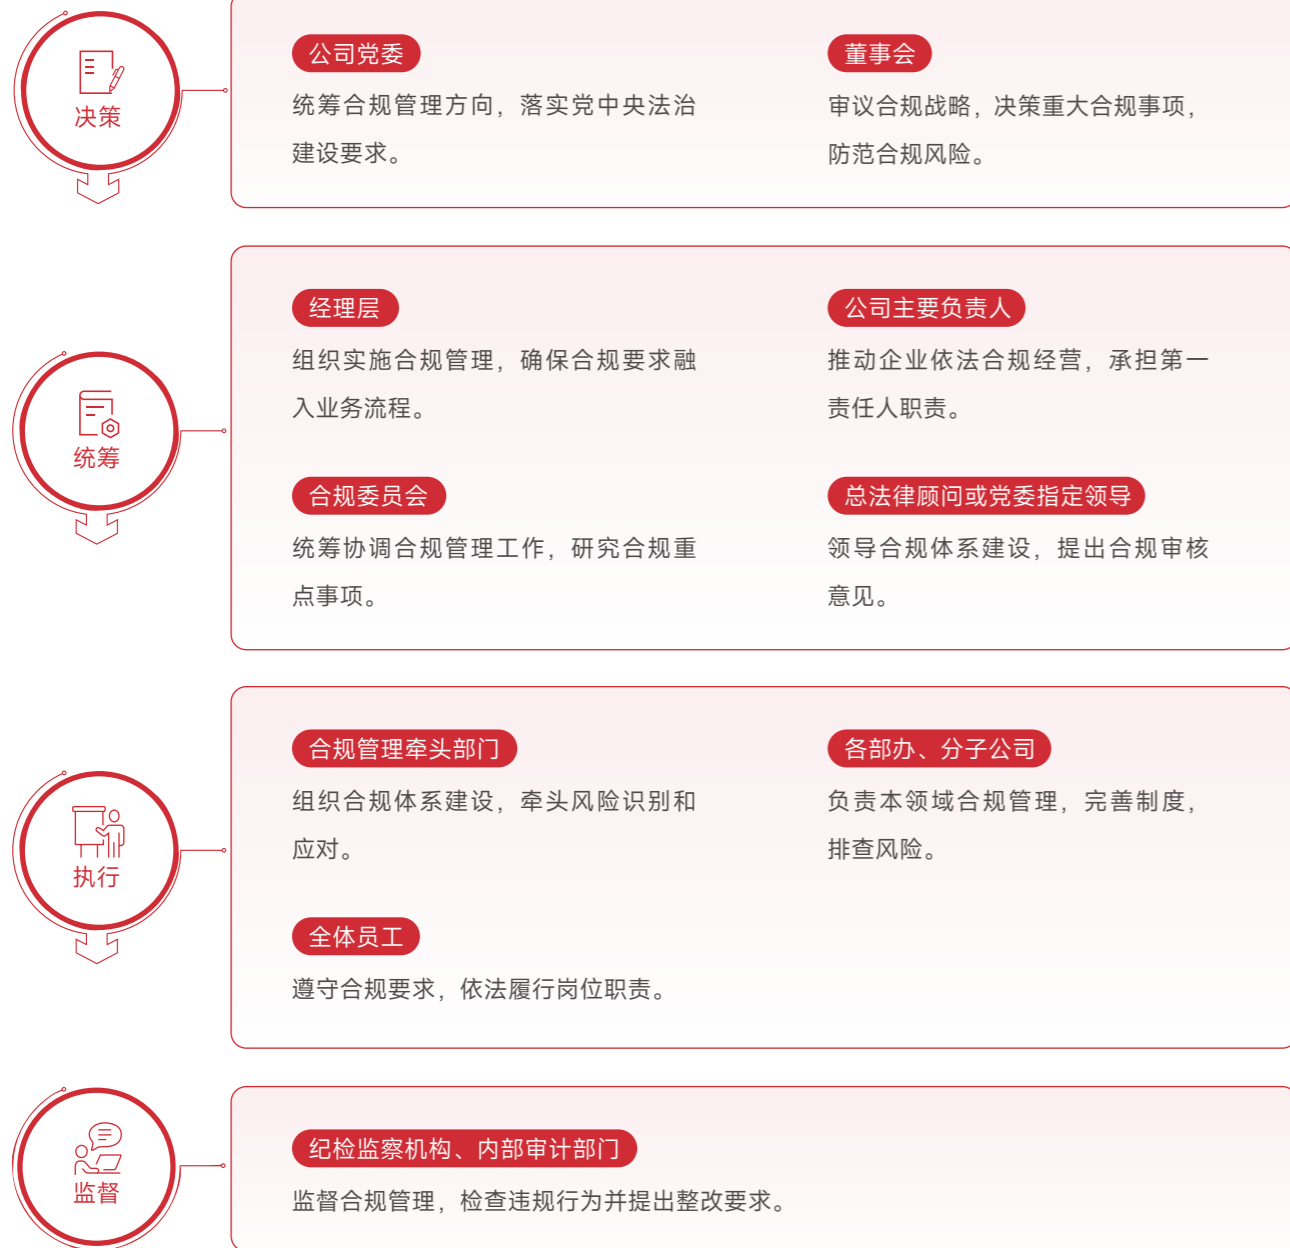 决策
公司党委
统筹合规管理方向，落实党中央法治
建设要求。
董事会
审议合规战略，决策重大合规事项，
防范合规风险。
统筹
经理层
组织实施合规管理，确保合规要求融
入业务流程。
公司主要负责人
推动企业依法合规经营，承担第一
责任人职责。
合规委员会
统筹协调合规管理工作，研究合规重
点事项。
总法律顾问或党委指定领导
领导合规体系建设，提出合规审核
意见。
执行
合规管理牵头部门
组织合规体系建设，牵头风险识别和
应对。
各部办、分子公司
负责本领域合规管理，完善制度，
排查风险。
全体员工
遵守合规要求，依法履行岗位职责。
监督
纪检监察机构、内部审计部门
监督合规管理，检查违规行为并提出整改要求。